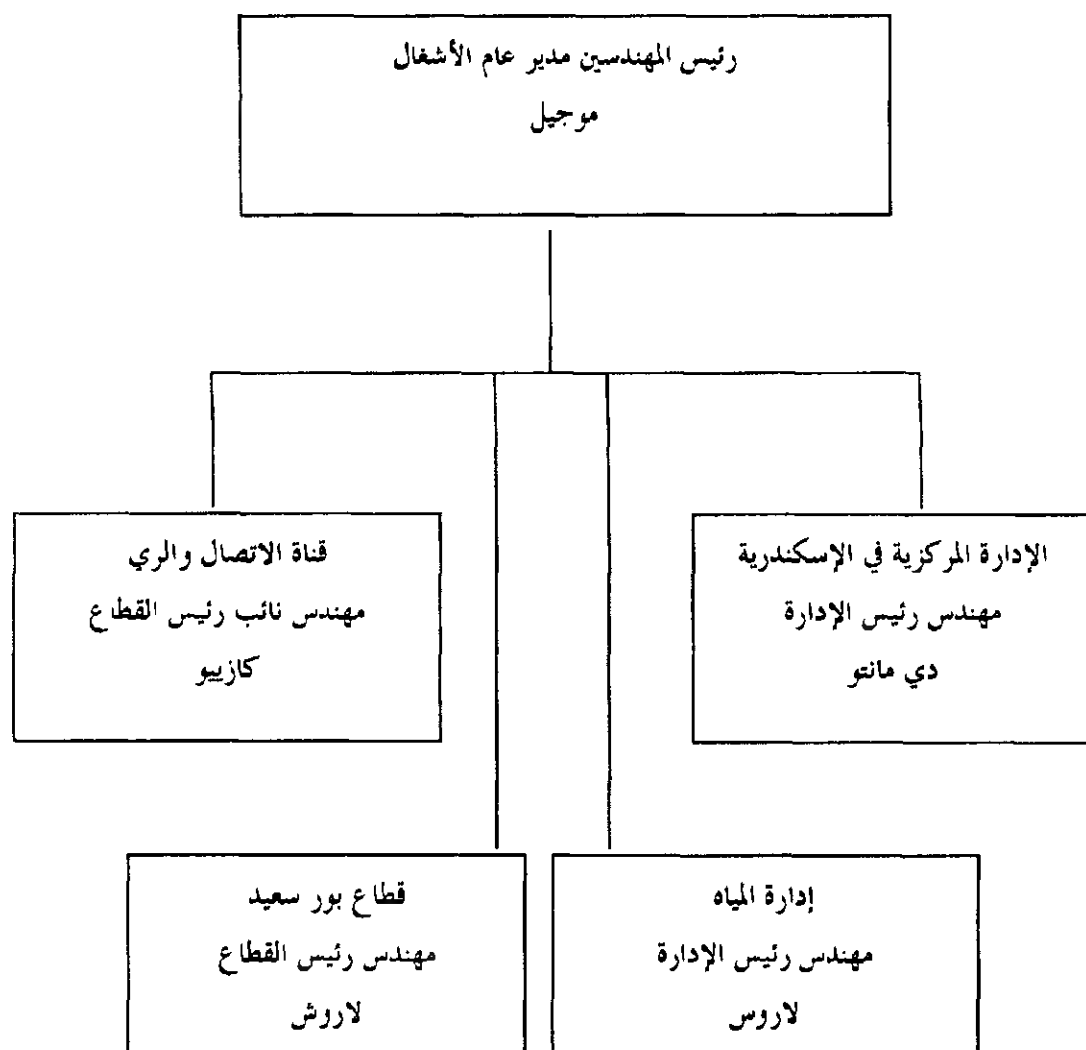 رئيس المهندسين مدير عام الأشغال
موجيل
الإدارة المركزية في الإسكندرية
مهندس رئيس الإدارة
دي مانتو
قناة الاتصال والري
مهندس نائب رئيس القطاع
كازييو
إدارة المياه
مهندس رئيس الإدارة
لاروس
قطاع بور سعيد
مهندس رئيس القطاع
لاروش